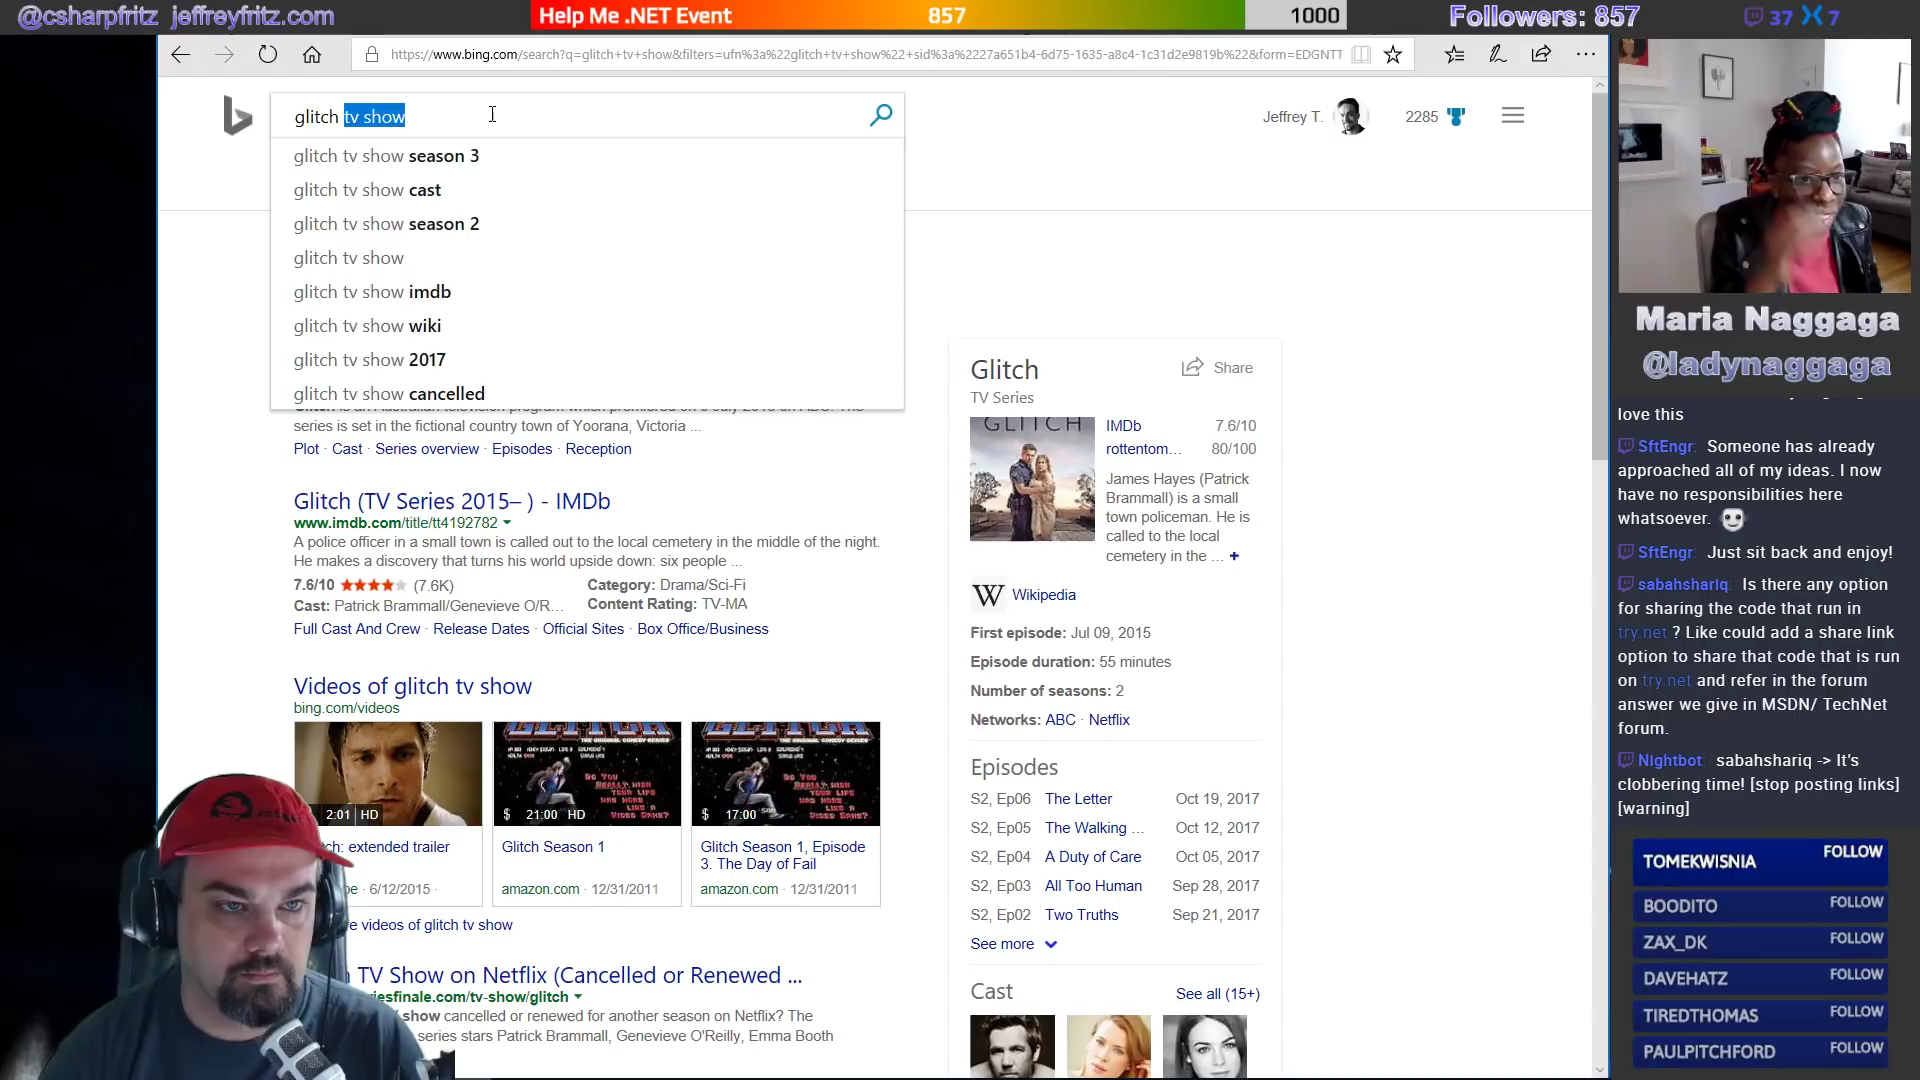 @csharpfritz jeffreyfritz.com
Help Me .NET Event 857 1000
Followers: 857
37 7
https://www.bing.com/search?q=glitch+tv+show&filters=ufn%3a%22glitch+tv+show%22+sid%3a%2227a651b4-6d75-1635-a8c4-1c31d2e9819b%22&form=EDGNTT
glitch tv show
Jeffrey T.
2285
glitch tv show season 3
glitch tv show cast
glitch tv show season 2
glitch tv show
glitch tv show imdb
glitch tv show wiki
glitch tv show 2017
glitch tv show cancelled
series is set in the fictional country town of Yoorana, Victoria ...
Plot · Cast · Series overview · Episodes · Reception
Glitch (TV Series 2015– ) - IMDb
www.imdb.com/title/tt4192782
A police officer in a small town is called out to the local cemetery in the middle of the night.
He makes a discovery that turns his world upside down: six people ...
7.6/10 (7.6K)
Category: Drama/Sci-Fi
Cast: Patrick Brammall/Genevieve O/R...
Content Rating: TV-MA
Full Cast And Crew · Release Dates · Official Sites · Box Office/Business
Videos of glitch tv show
bing.com/videos
2:01 HD
$ 21:00 HD
$ 17:00
ch: extended trailer
be · 6/12/2015 ·
Glitch Season 1
amazon.com · 12/31/2011
Glitch Season 1, Episode
3. The Day of Fail
amazon.com · 12/31/2011
e videos of glitch tv show
TV Show on Netflix (Cancelled or Renewed ...
iesfinale.com/tv-show/glitch
show cancelled or renewed for another season on Netflix? The
series stars Patrick Brammall, Genevieve O'Reilly, Emma Booth
Glitch
Share
TV Series
GLITCH
IMDb 7.6/10
rottentom... 80/100
James Hayes (Patrick
Brammall) is a small
town policeman. He is
called to the local
cemetery in the ... +
W Wikipedia
First episode: Jul 09, 2015
Episode duration: 55 minutes
Number of seasons: 2
Networks: ABC · Netflix
Episodes
S2, Ep06 The Letter Oct 19, 2017
S2, Ep05 The Walking ... Oct 12, 2017
S2, Ep04 A Duty of Care Oct 05, 2017
S2, Ep03 All Too Human Sep 28, 2017
S2, Ep02 Two Truths Sep 21, 2017
See more
Cast
See all (15+)
Maria Naggaga
@ladynaggaga
love this
SftEngr: Someone has already
approached all of my ideas. I now
have no responsibilities here
whatsoever.
SftEngr: Just sit back and enjoy!
sabahshariq: Is there any option
for sharing the code that run in
try.net ? Like could add a share link
option to share that code that is run
on try.net and refer in the forum
answer we give in MSDN/ TechNet
forum.
Nightbot: sabahshariq -> It's
clobbering time! [stop posting links]
[warning]
TOMEKWISNIA FOLLOW
BOODITO FOLLOW
ZAX_DK FOLLOW
DAVEHATZ FOLLOW
TIREDTHOMAS FOLLOW
PAULPITCHFORD FOLLOW